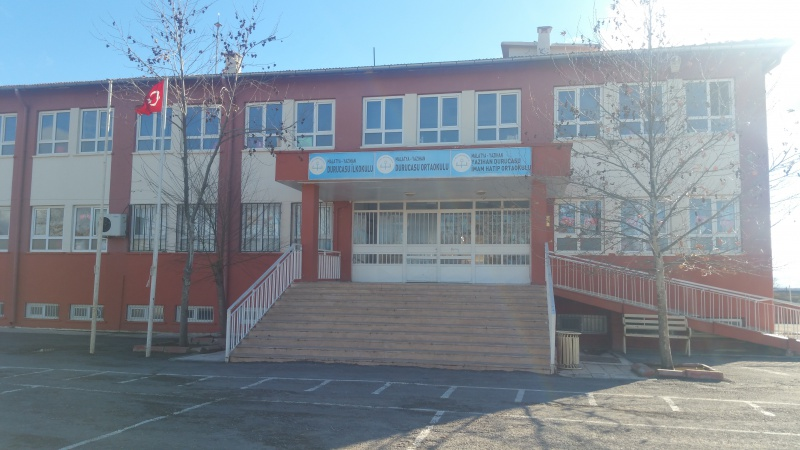 MALATYA - YAZIHAN
DURUCASU İLKOKULU
MALATYA - YAZIHAN
DURUCASU ORTAOKULU
MALATYA - YAZIHAN
YAZIHAN DURUCASU
İMAM HATİP ORTAOKULU